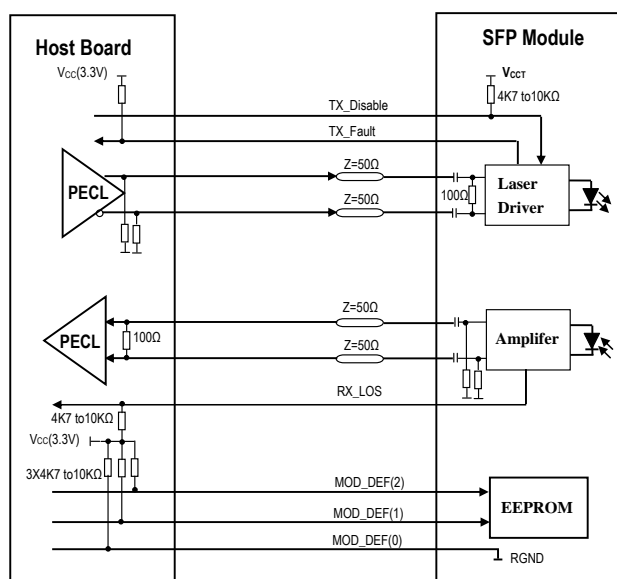 Host Board
SFP Module
VCC(3.3V)
VCCT
4K7 to10KΩ
TX_Disable
TX_Fault
PECL
Z=50Ω
Z=50Ω
100Ω
Laser
Driver
PECL
100Ω
Z=50Ω
Z=50Ω
Amplifer
RX_LOS
4K7 to10KΩ
VCC(3.3V)
3X4K7 to10KΩ
MOD_DEF(2)
MOD_DEF(1)
MOD_DEF(0)
EEPROM
RGND